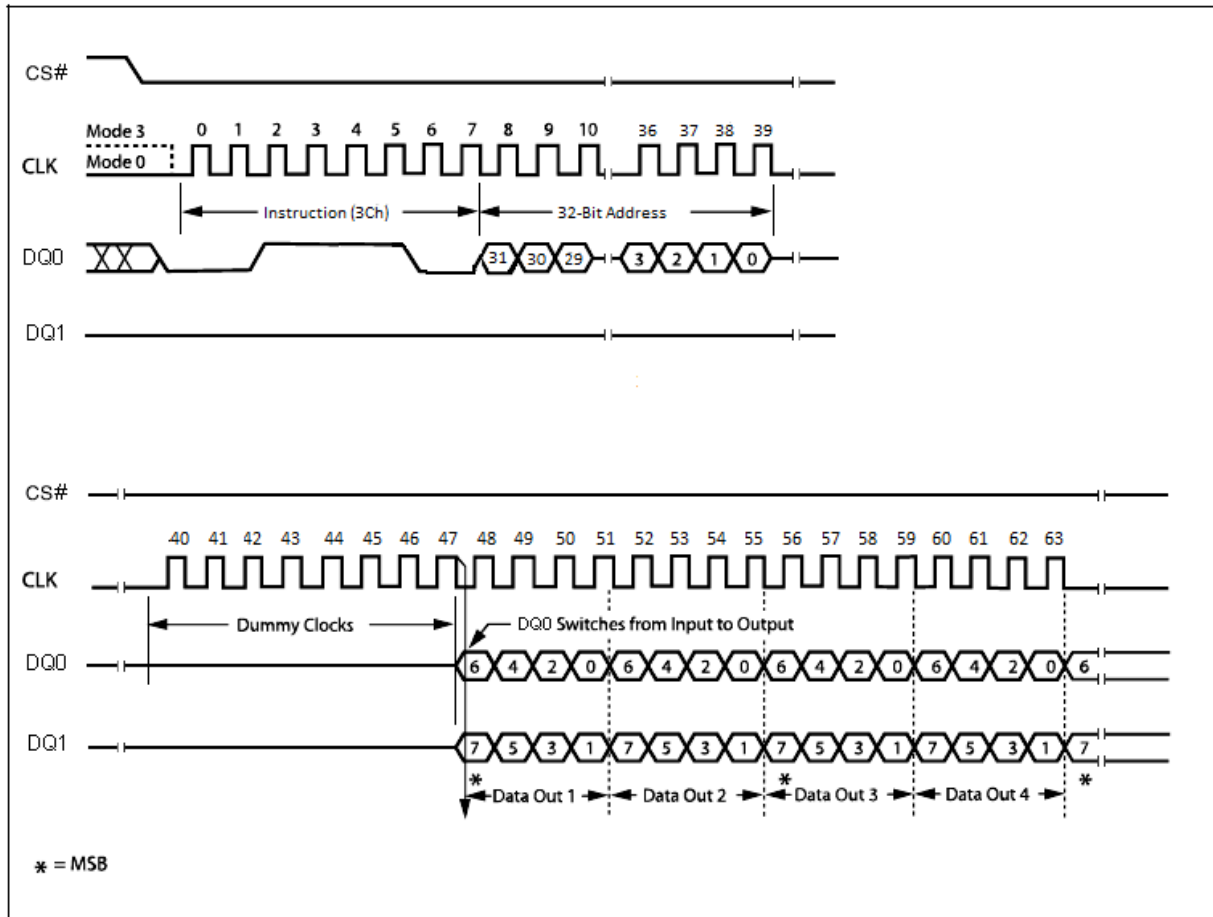 CS#
Mode 3 0 1 2 3 4 5 6 7 8 9 10 36 37 38 39
Mode 0
CLK
Instruction (3Ch) 32-Bit Address
DQ0 31 30 29 3 2 1 0
DQ1
CS#
40 41 42 43 44 45 46 47 48 49 50 51 52 53 54 55 56 57 58 59 60 61 62 63
CLK
Dummy Clocks DQ0 Switches from Input to Output
DQ0 6 4 2 0 6 4 2 0 6 4 2 0 6 4 2 0 6
DQ1 7 5 3 1 7 5 3 1 7 5 3 1 7 5 3 1 7
* * *
Data Out 1 Data Out 2 Data Out 3 Data Out 4
* = MSB